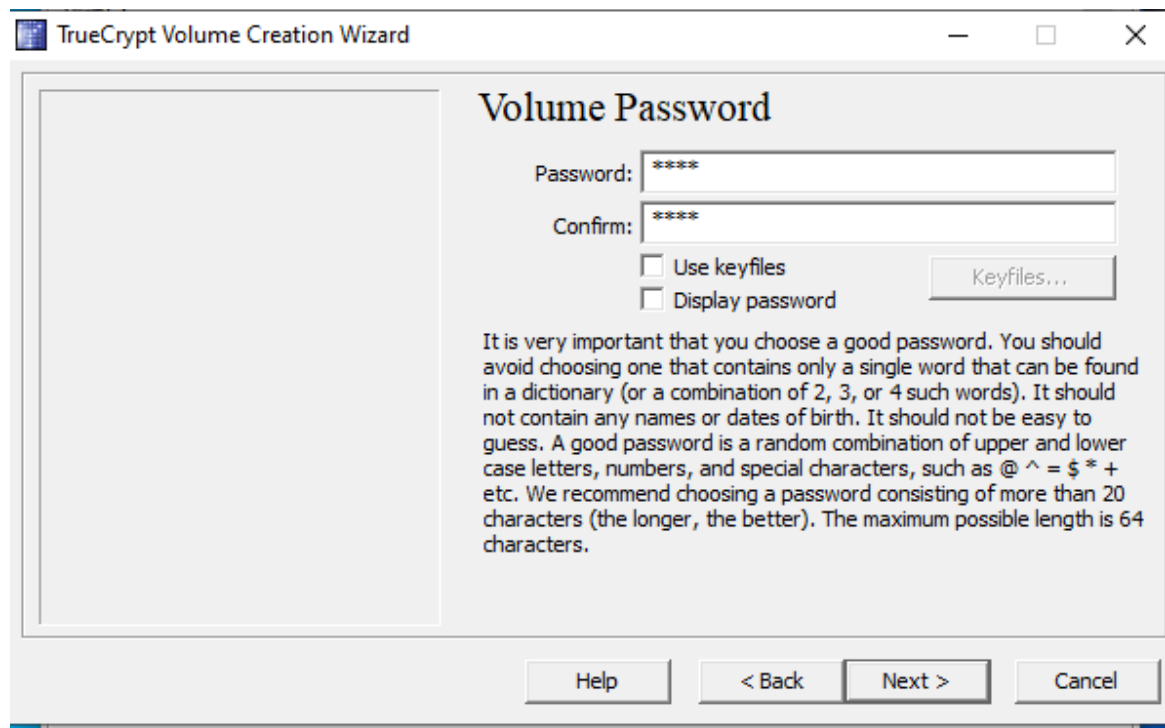 TrueCrypt Volume Creation Wizard
Volume Password
Password: ****
Confirm: ****
Use keyfiles
Keyfiles...
Display password
It is very important that you choose a good password. You should
avoid choosing one that contains only a single word that can be found
in a dictionary (or a combination of 2, 3, or 4 such words). It should
not contain any names or dates of birth. It should not be easy to
guess. A good password is a random combination of upper and lower
case letters, numbers, and special characters, such as @ ^ = $ * +
etc. We recommend choosing a password consisting of more than 20
characters (the longer, the better). The maximum possible length is 64
characters.
Help
< Back
Next >
Cancel